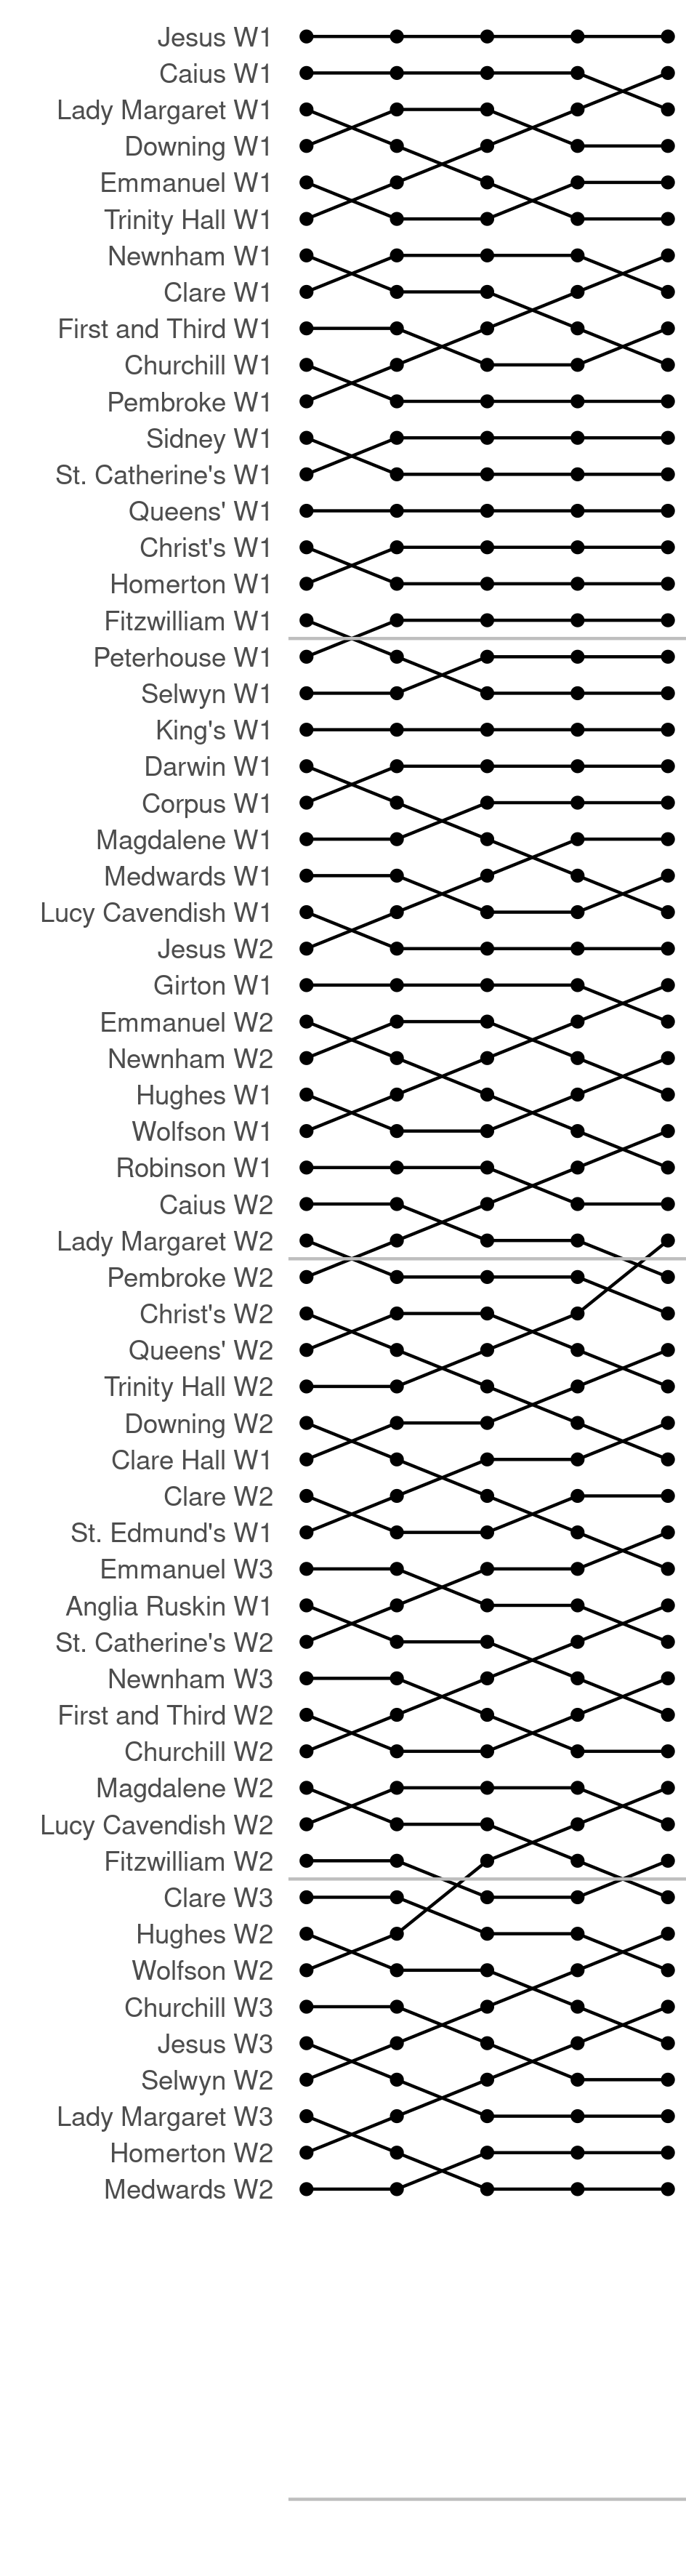 Jesus W1
Caius W1
Lady Margaret W1
Downing W1
Emmanuel W1
Trinity Hall W1
Newnham W1
Clare W1
First and Third W1
Churchill W1
Pembroke W1
Sidney W1
St. Catherine's W1
Queens' W1
Christ's W1
Homerton W1
Fitzwilliam W1
Peterhouse W1
Selwyn W1
King's W1
Darwin W1
Corpus W1
Magdalene W1
Medwards W1
Lucy Cavendish W1
Jesus W2
Girton W1
Emmanuel W2
Newnham W2
Hughes W1
Wolfson W1
Robinson W1
Caius W2
Lady Margaret W2
Pembroke W2
Christ's W2
Queens' W2
Trinity Hall W2
Downing W2
Clare Hall W1
Clare W2
St. Edmund's W1
Emmanuel W3
Anglia Ruskin W1
St. Catherine's W2
Newnham W3
First and Third W2
Churchill W2
Magdalene W2
Lucy Cavendish W2
Fitzwilliam W2
Clare W3
Hughes W2
Wolfson W2
Churchill W3
Jesus W3
Selwyn W2
Lady Margaret W3
Homerton W2
Medwards W2